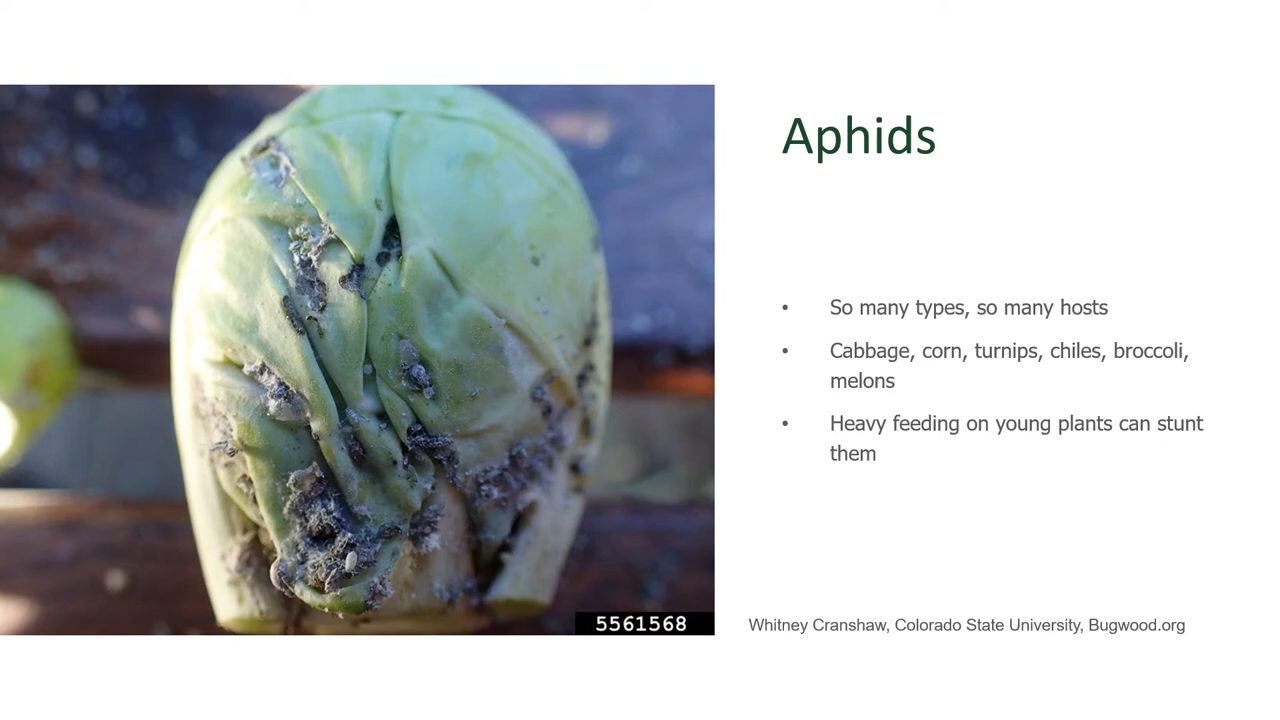 Aphids
• So many types, so many hosts
• Cabbage, corn, turnips, chiles, broccoli,
melons
• Heavy feeding on young plants can stunt
them
5561568
Whitney Cranshaw, Colorado State University, Bugwood.org